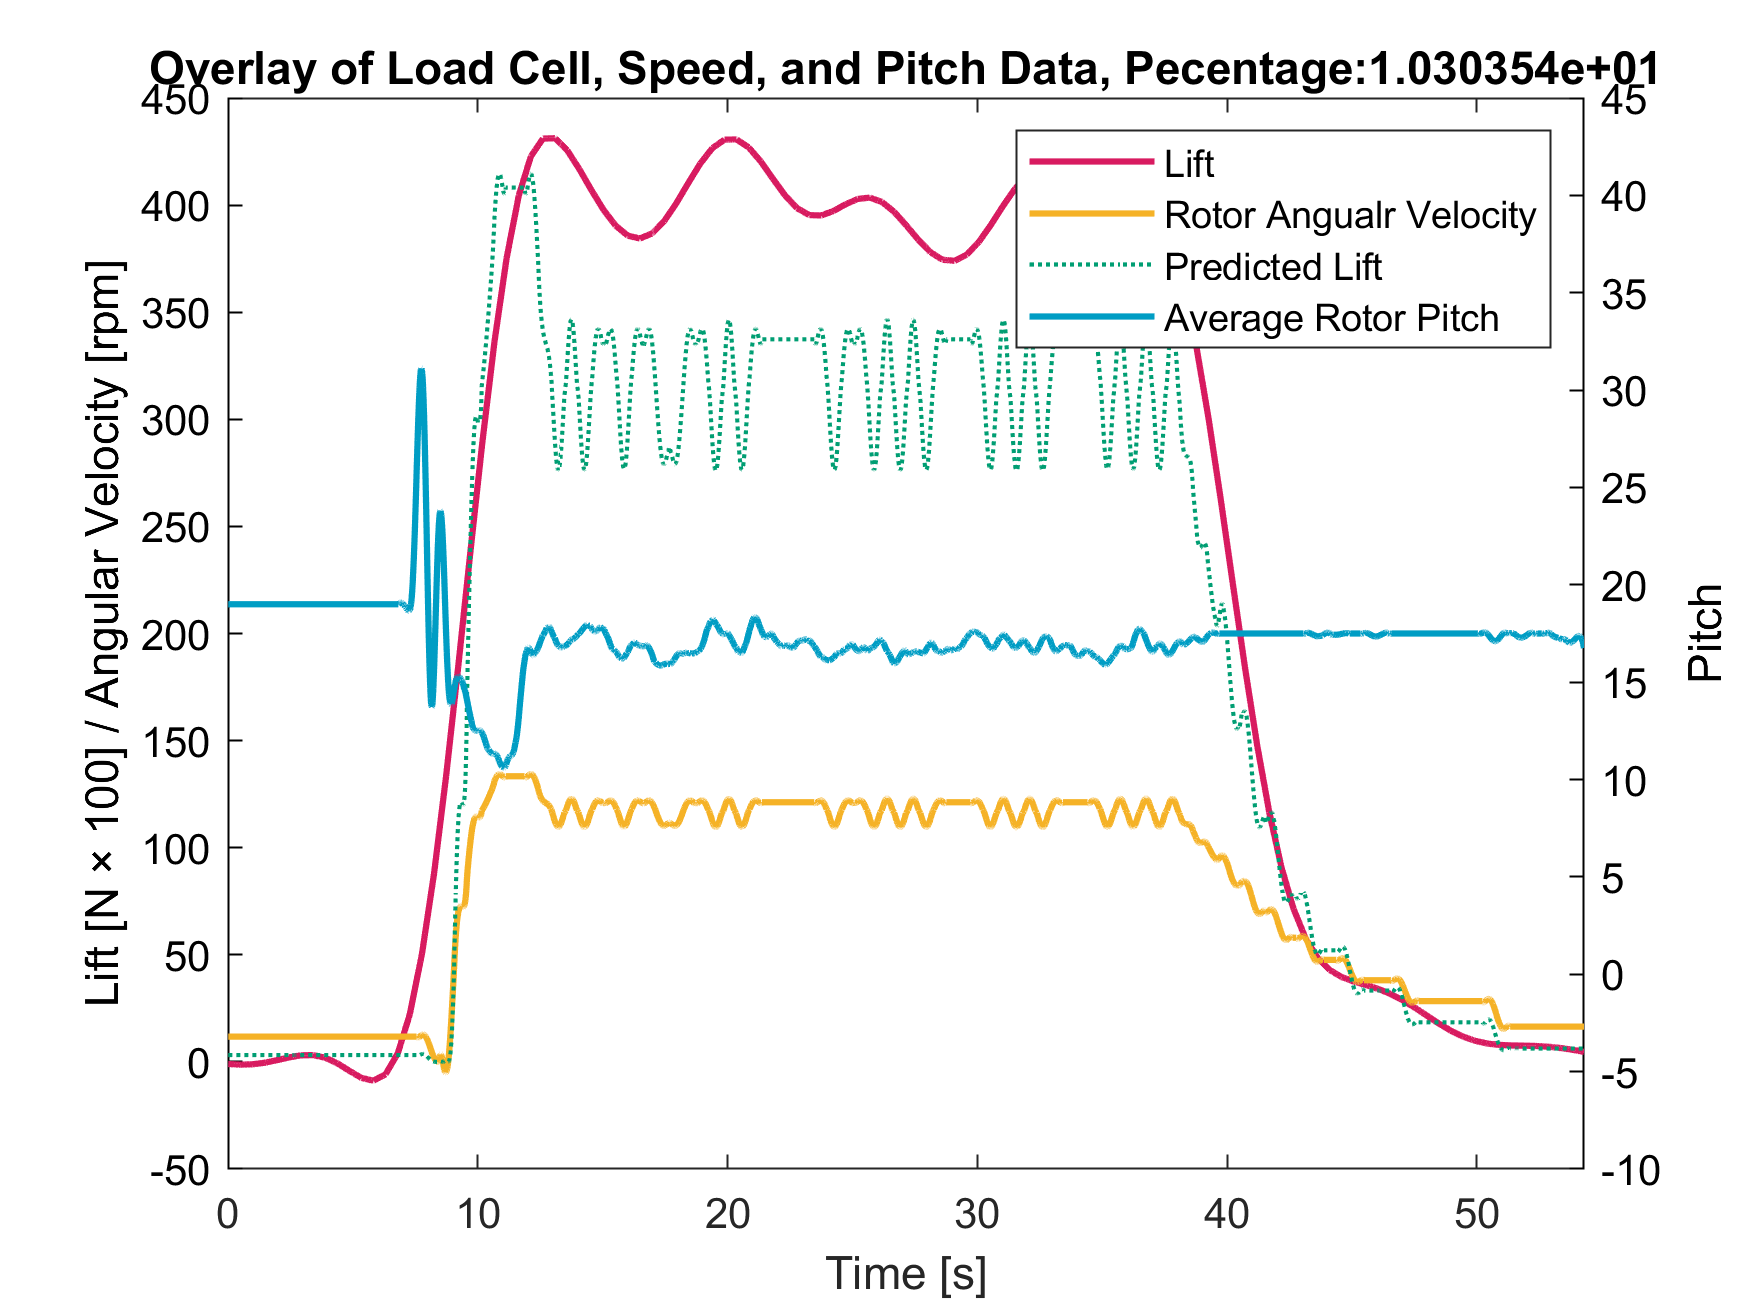 Overlay of Load Cell, Speed, and Pitch Data, Pecentage:1.030354e+01
450
400
350
300
250
200
150
100
50
0
-50
Lift [N × 100] / Angular Velocity [rpm]
Lift
Rotor Angualr Velocity
Predicted Lift
Average Rotor Pitch
45
40
35
30
25
20
15
10
5
0
-5
-10
Pitch
0 10 20 30 40 50
Time [s]